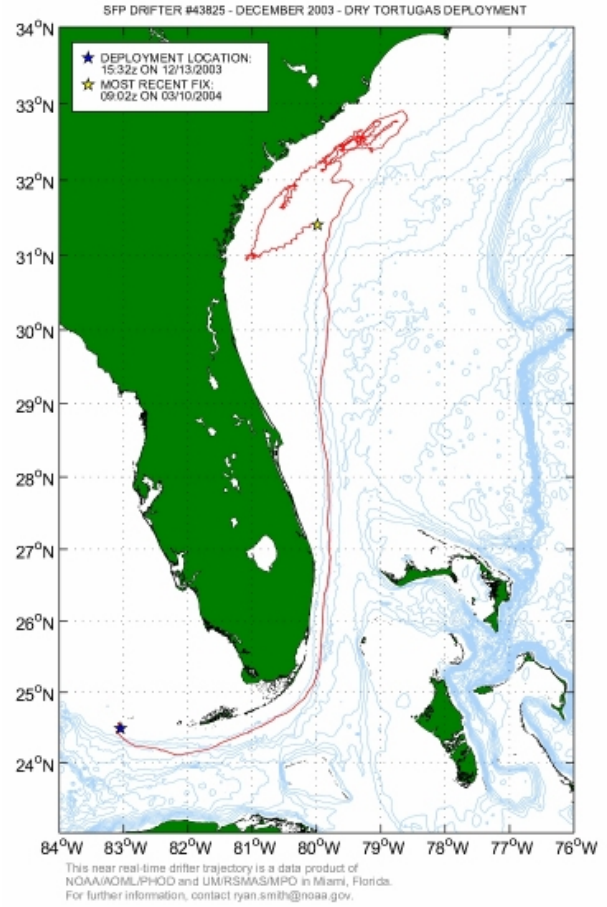 SFP DRIFTER #43825 - DECEMBER 2003 - DRY TORTUGAS DEPLOYMENT
34°N
DEPLOYMENT LOCATION:
15:32z ON 12/13/2003
MOST RECENT FIX:
09:02z ON 03/10/2004
33°N
32°N
31°N
30°N
29°N
28°N
27°N
26°N
25°N
24°N
84°W 83°W 82°W 81°W 80°W 79°W 78°W 77°W 76°W
This near real-time drifter trajectory is a data product of
NOAA/AOML/PHOD and UM/RSMAS/MPO in Miami, Florida.
For further information, contact ryan.smith@noaa.gov.